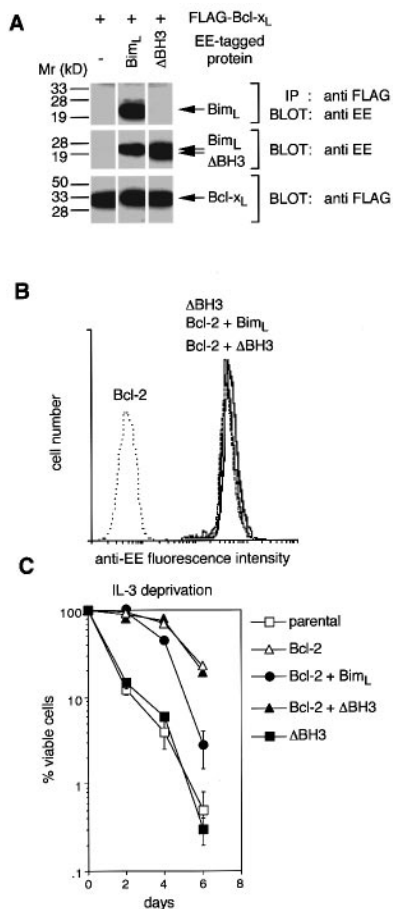 A
+ + + FLAG-Bcl-xL
- BimL ΔBH3 EE-tagged
protein
Mr (kD)
33
28
19
BimL
IP : anti FLAG
BLOT: anti EE
28
19
BimL
ΔBH3
BLOT: anti EE
50
33
28
Bcl-xL
BLOT: anti FLAG
B
ΔBH3
Bcl-2 + BimL
Bcl-2 + ΔBH3
Bcl-2
cell number
anti-EE fluorescence intensity
C
IL-3 deprivation
100
10
1
.1
% viable cells
0 2 4 6 8
days
parental
Bcl-2
Bcl-2 + BimL
Bcl-2 + ΔBH3
ΔBH3